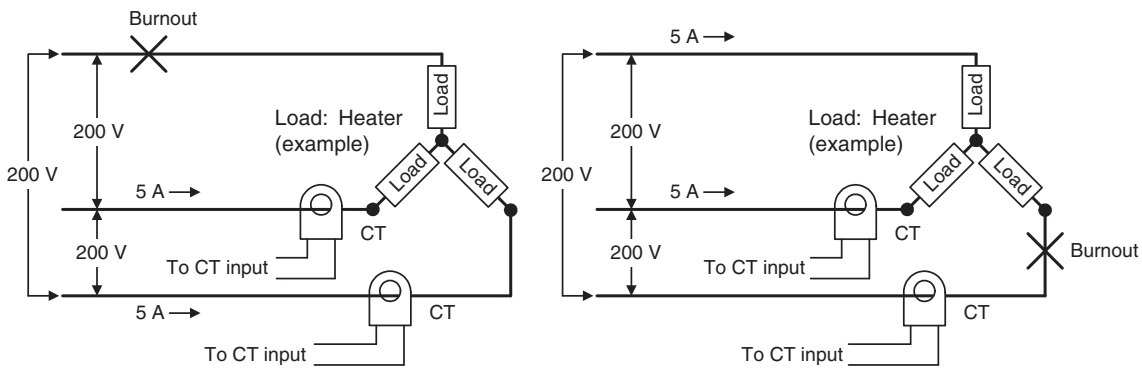 Burnout
5 A
Load
200 V
Load: Heater
(example)
200 V
Load
Load
5 A
CT
200 V
To CT input
5 A
CT
To CT input
5 A
Load
200 V
Load: Heater
(example)
200 V
Load
Load
5 A
CT
200 V
Burnout
To CT input
CT
To CT input